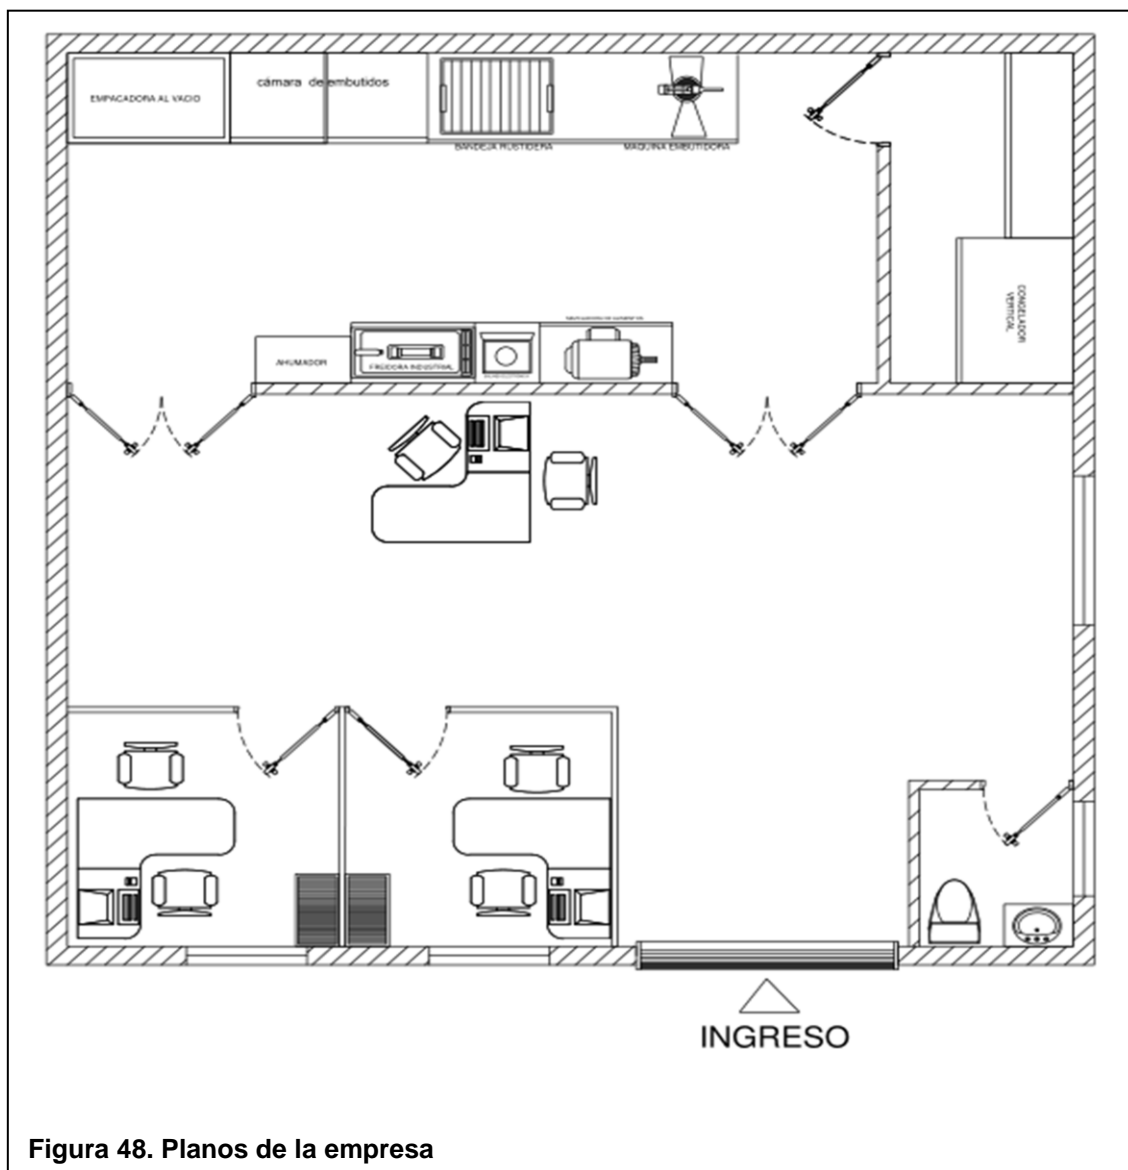 EMPACADORA AL VACIO
cámara de embutidos
BANDEJA RUSTIDERA
MAQUINA EMBUTIDORA
CONGELADOR
VERTICAL
AHUMADOR
FREIDORA INDUSTRIAL
INGRESO
Figura 48. Planos de la empresa